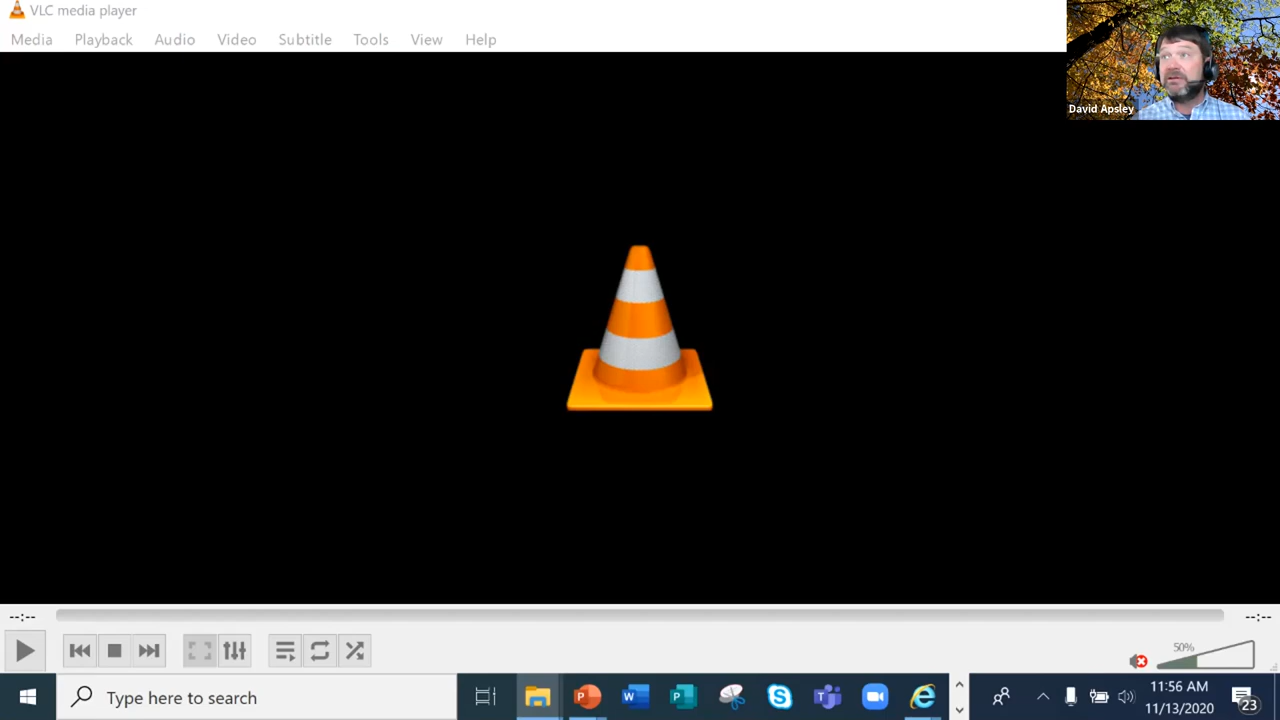 VLC media player
Media Playback Audio Video Subtitle Tools View Help
David Apsley
--:-- --:--
50%
Type here to search
11:56 AM
11/13/2020
23